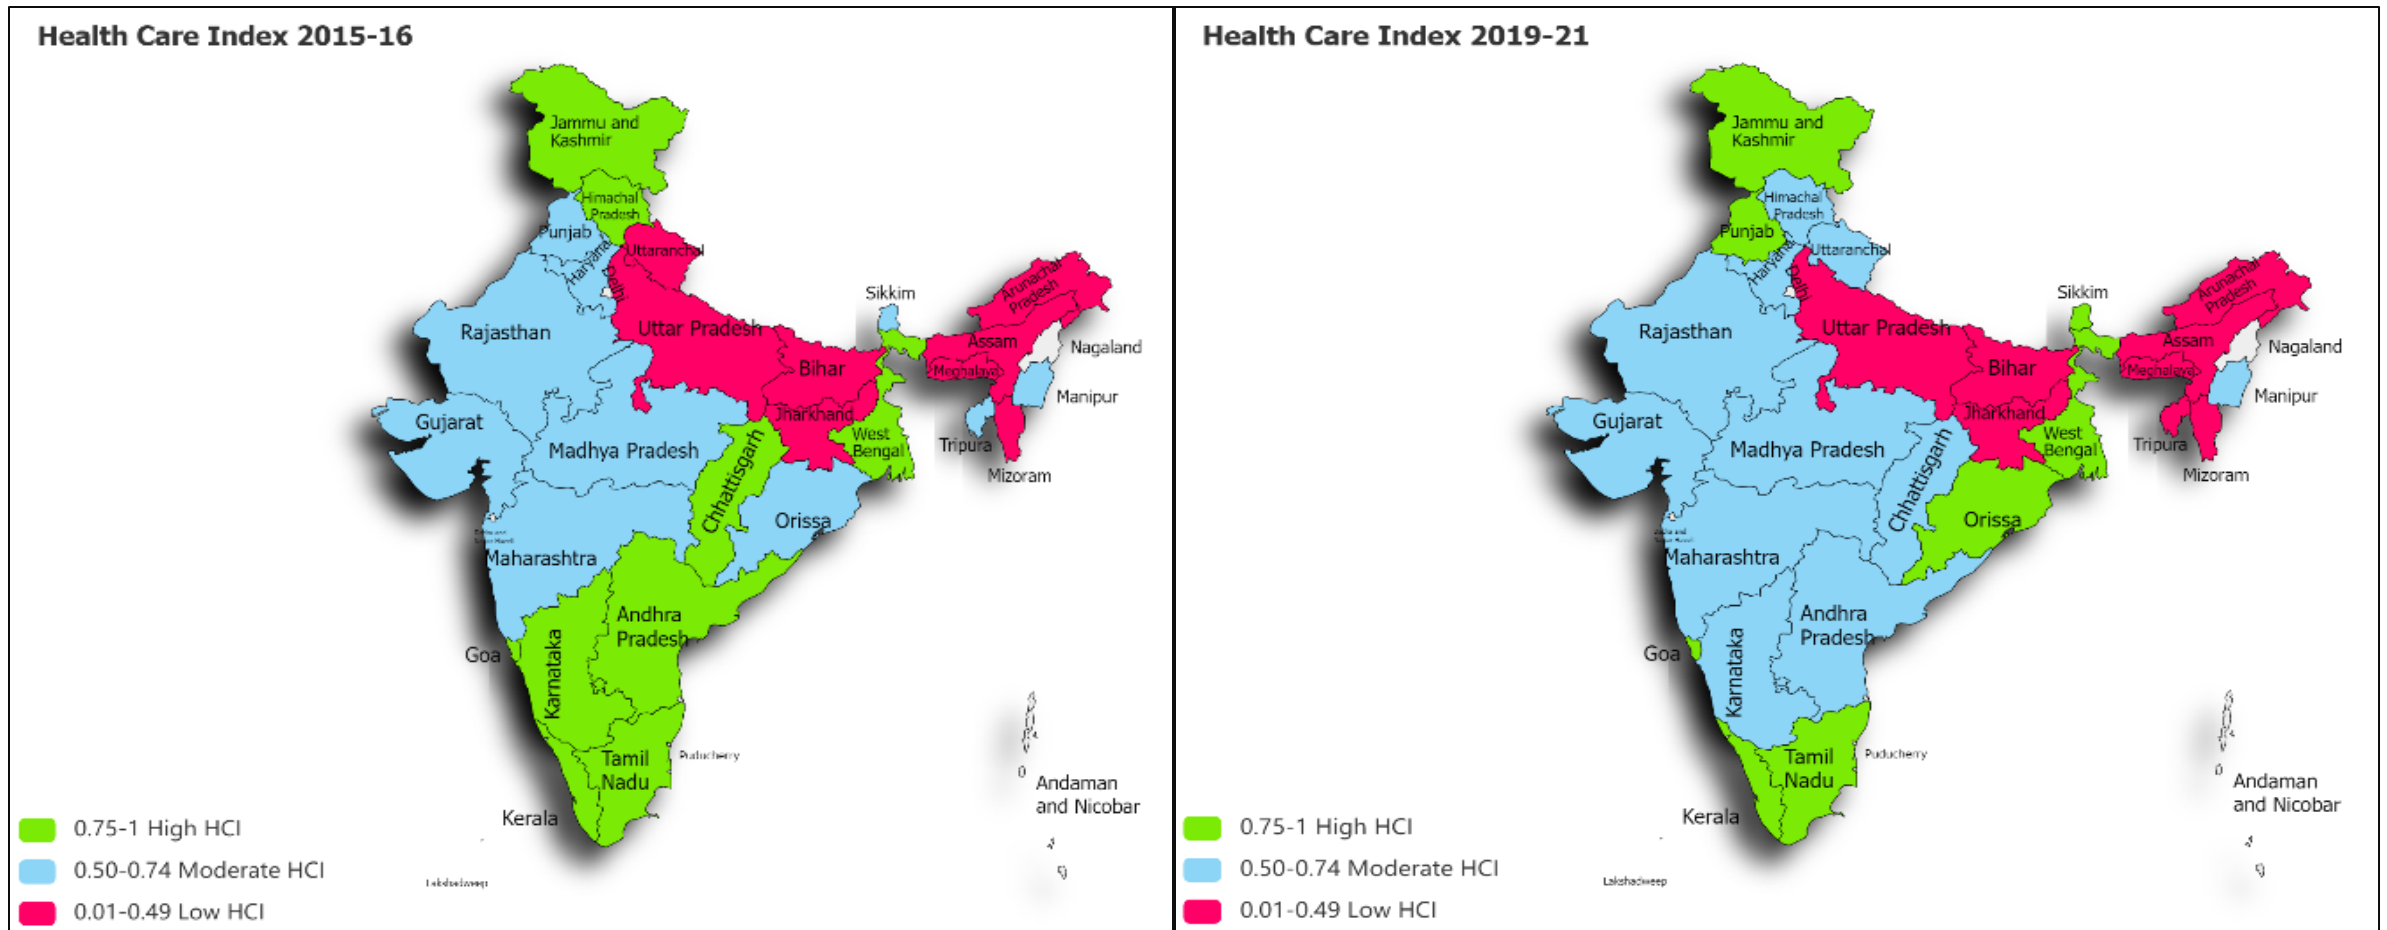 Health Care Index 2015-16
Jammu and
Kashmir
Himachal
Pradesh
Punjab
Uttaranchal
Haryana
Delhi
Arunachal
Pradesh
Sikkim
Rajasthan
Uttar Pradesh
Assam
Nagaland
Bihar
Meghalaya
Manipur
Gujarat
Jharkhand
Madhya Pradesh
West
Bengal
Tripura
Mizoram
Chhattisgarh
Orissa
Maharashtra
Andhra
Pradesh
Goa
Karnataka
Puducherry
Tamil
Nadu
Andaman
and Nicobar
Kerala
Lakshadweep
0.75-1 High HCI
0.50-0.74 Moderate HCI
0.01-0.49 Low HCI
Health Care Index 2019-21
Jammu and
Kashmir
Himachal
Pradesh
Punjab
Uttaranchal
Haryana
Delhi
Arunachal
Pradesh
Sikkim
Rajasthan
Uttar Pradesh
Assam
Nagaland
Bihar
Meghalaya
Manipur
Gujarat
Jharkhand
Madhya Pradesh
West
Bengal
Tripura
Mizoram
Chhattisgarh
Orissa
Maharashtra
Andhra
Pradesh
Goa
Karnataka
Puducherry
Tamil
Nadu
Andaman
and Nicobar
Kerala
Lakshadweep
0.75-1 High HCI
0.50-0.74 Moderate HCI
0.01-0.49 Low HCI